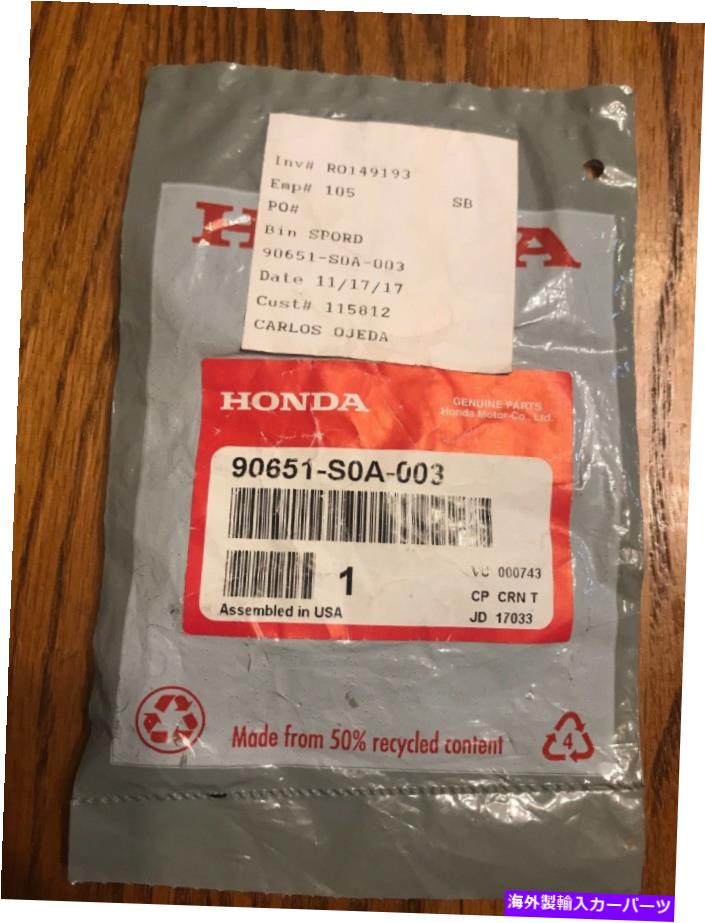 Inv# RO149193
Emp# 105 SB
PO#
Bin SPORD
90651-S0A-003
Date 11/17/17
Cust# 115812
CARLOS OJEDA
HONDA
GENUINE PARTS
Honda Motor Co., Ltd.
90651-S0A-003
1
VC 000743
CP CRN T
JD 17033
Assembled in USA
Made from 50% recycled content
4
海外製輸入カーパーツ